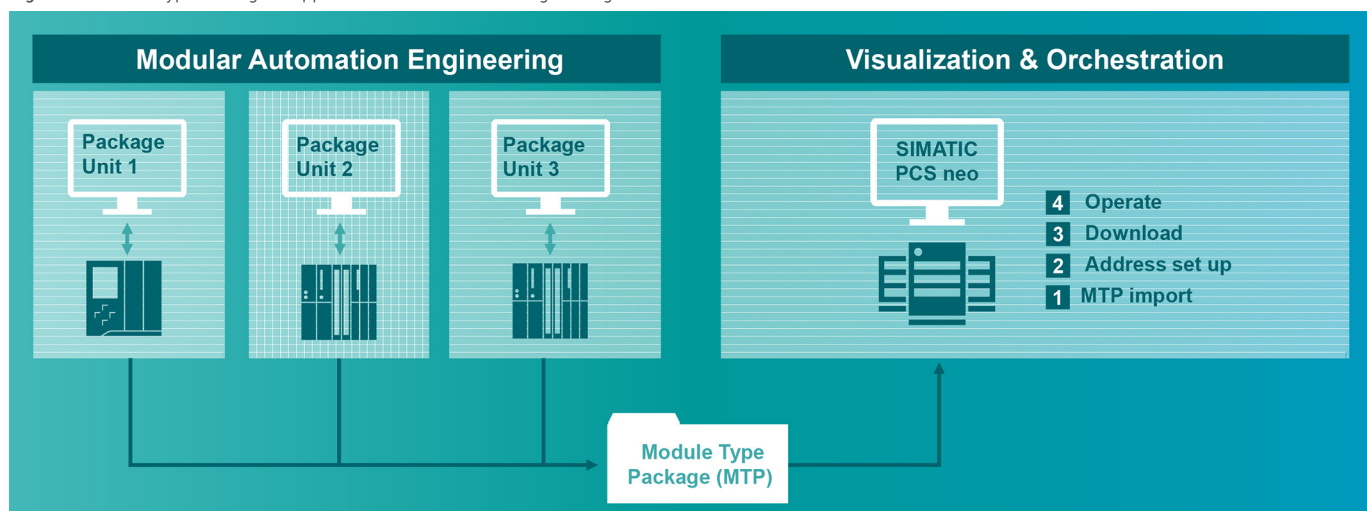 Modular Automation Engineering
Visualization & Orchestration
Package
Unit 1
Package
Unit 2
Package
Unit 3
SIMATIC
PCS neo
4 Operate
3 Download
2 Address set up
1 MTP import
Module Type
Package (MTP)